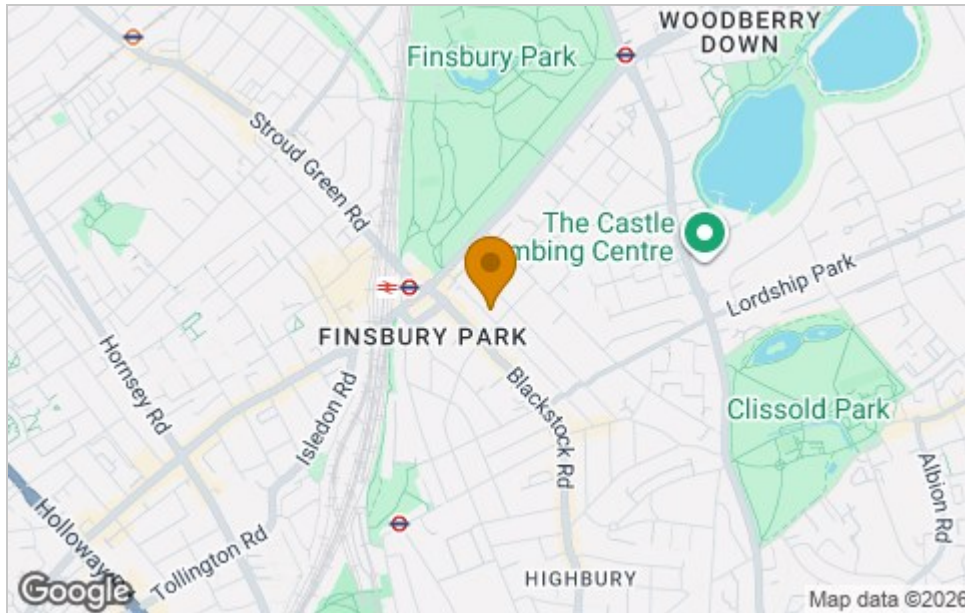 WOODBERRY
DOWN
Finsbury Park
Stroud Green Rd
The Castle
mbing Centre
Lordship Park
FINSBURY PARK
Hornsey Rd
Isledon Rd
Blackstock Rd
Clissold Park
Albion Rd
Holloway R
Tollington Rd
HIGHBURY
Google
Map data ©2026